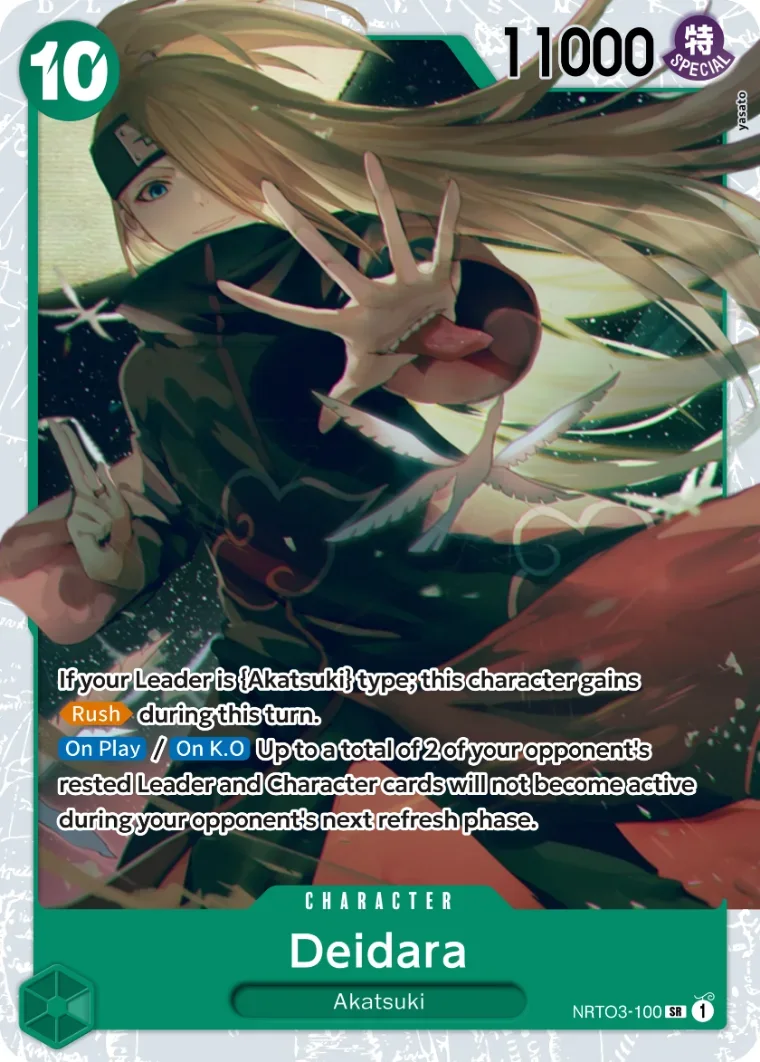 10
11000
特
SPECIAL
yasato
If your Leader is {Akatsuki} type; this character gains
Rush during this turn.
On Play / On K.O Up to a total of 2 of your opponent's
rested Leader and Character cards will not become active
during your opponent's next refresh phase.
CHARACTER
Deidara
Akatsuki
NRTO3-100 SR 1